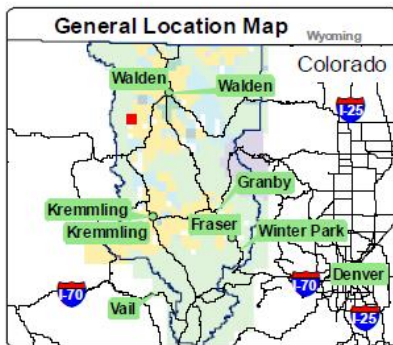 General Location Map
Wyoming
Colorado
Walden
Walden
I-25
Granby
Kremmling
Kremmling
Fraser
Winter Park
Denver
I-70
I-70
Vail
I-25